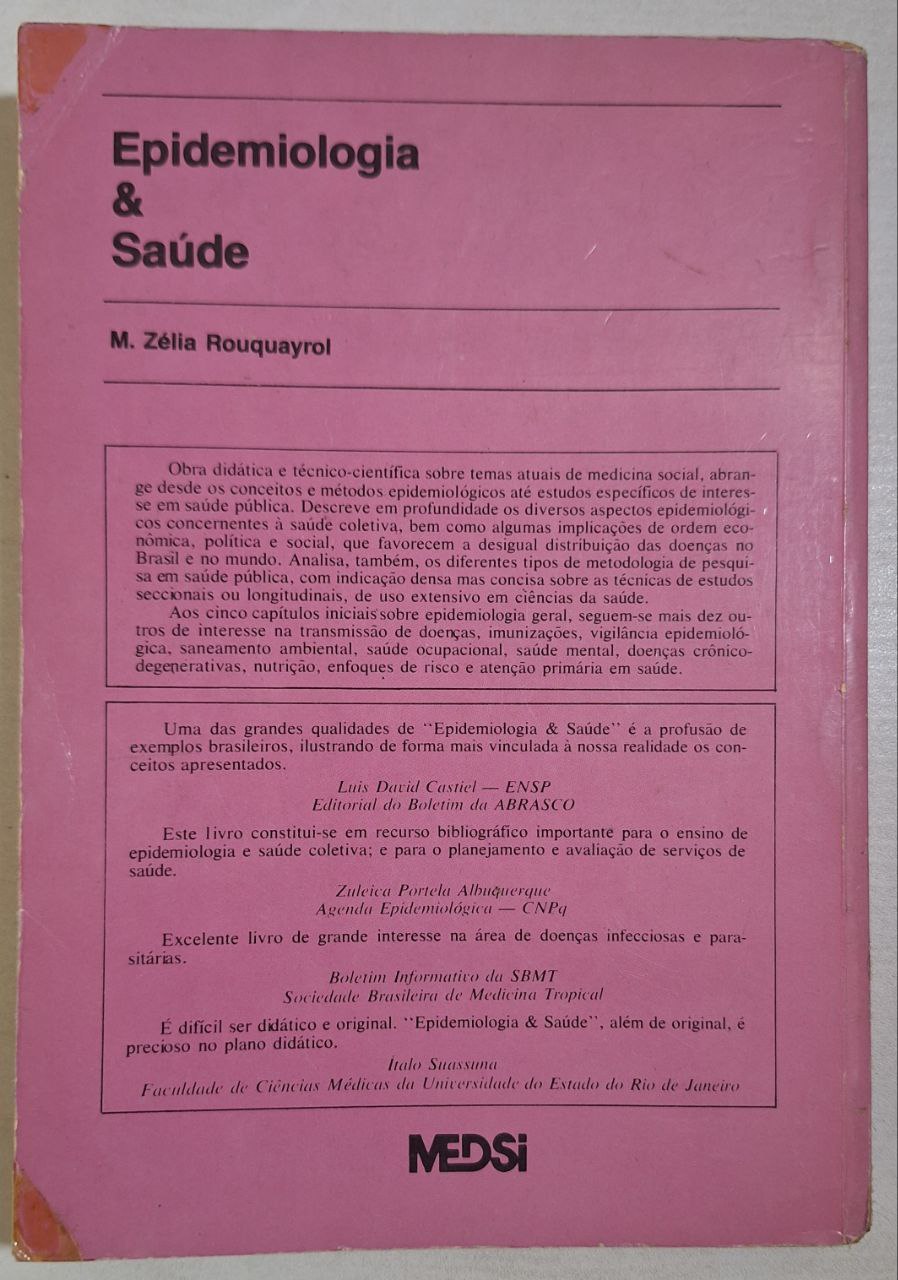 Epidemiologia
&
Saúde
M. Zélia Rouquayrol
Obra didática e técnico-científica sobre temas atuais de medicina social, abran-
ge desde os conceitos e métodos epidemiológicos até estudos específicos de interes-
se em saúde pública. Descreve em profundidade os diversos aspectos epidemiológi-
cos concernentes à saúde coletiva, bem como algumas implicações de ordem eco-
nômica, política e social, que favorecem a desigual distribuição das doenças no
Brasil e no mundo. Analisa, também, os diferentes tipos de metodologia de pesqui-
sa em saúde pública, com indicação densa mas concisa sobre as técnicas de estudos
seccionais ou longitudinais, de uso extensivo em ciências da saúde.
Aos cinco capítulos iniciais sobre epidemiologia geral, seguem-se mais dez ou-
tros de interesse na transmissão de doenças, imunizações, vigilância epidemioló-
gica, saneamento ambiental, saúde ocupacional, saúde mental, doenças crônico-
degenerativas, nutrição, enfoques de risco e atenção primária em saúde.
Uma das grandes qualidades de "Epidemiologia & Saúde" é a profusão de
exemplos brasileiros, ilustrando de forma mais vinculada à nossa realidade os con-
ceitos apresentados.
Luis David Castiel — ENSP
Editorial do Boletim da ABRASCO
Este livro constitui-se em recurso bibliográfico importante para o ensino de
epidemiologia e saúde coletiva; e para o planejamento e avaliação de serviços de
saúde.
Zuleica Portela Albuquerque
Agenda Epidemiológica — CNPq
Excelente livro de grande interesse na área de doenças infecciosas e para-
sitárias.
Boletim Informativo da SBMT
Sociedade Brasileira de Medicina Tropical
É difícil ser didático e original. "Epidemiologia & Saúde", além de original, é
precioso no plano didático.
Ítalo Suassuna
Faculdade de Ciências Médicas da Universidade do Estado do Rio de Janeiro
MEDSi